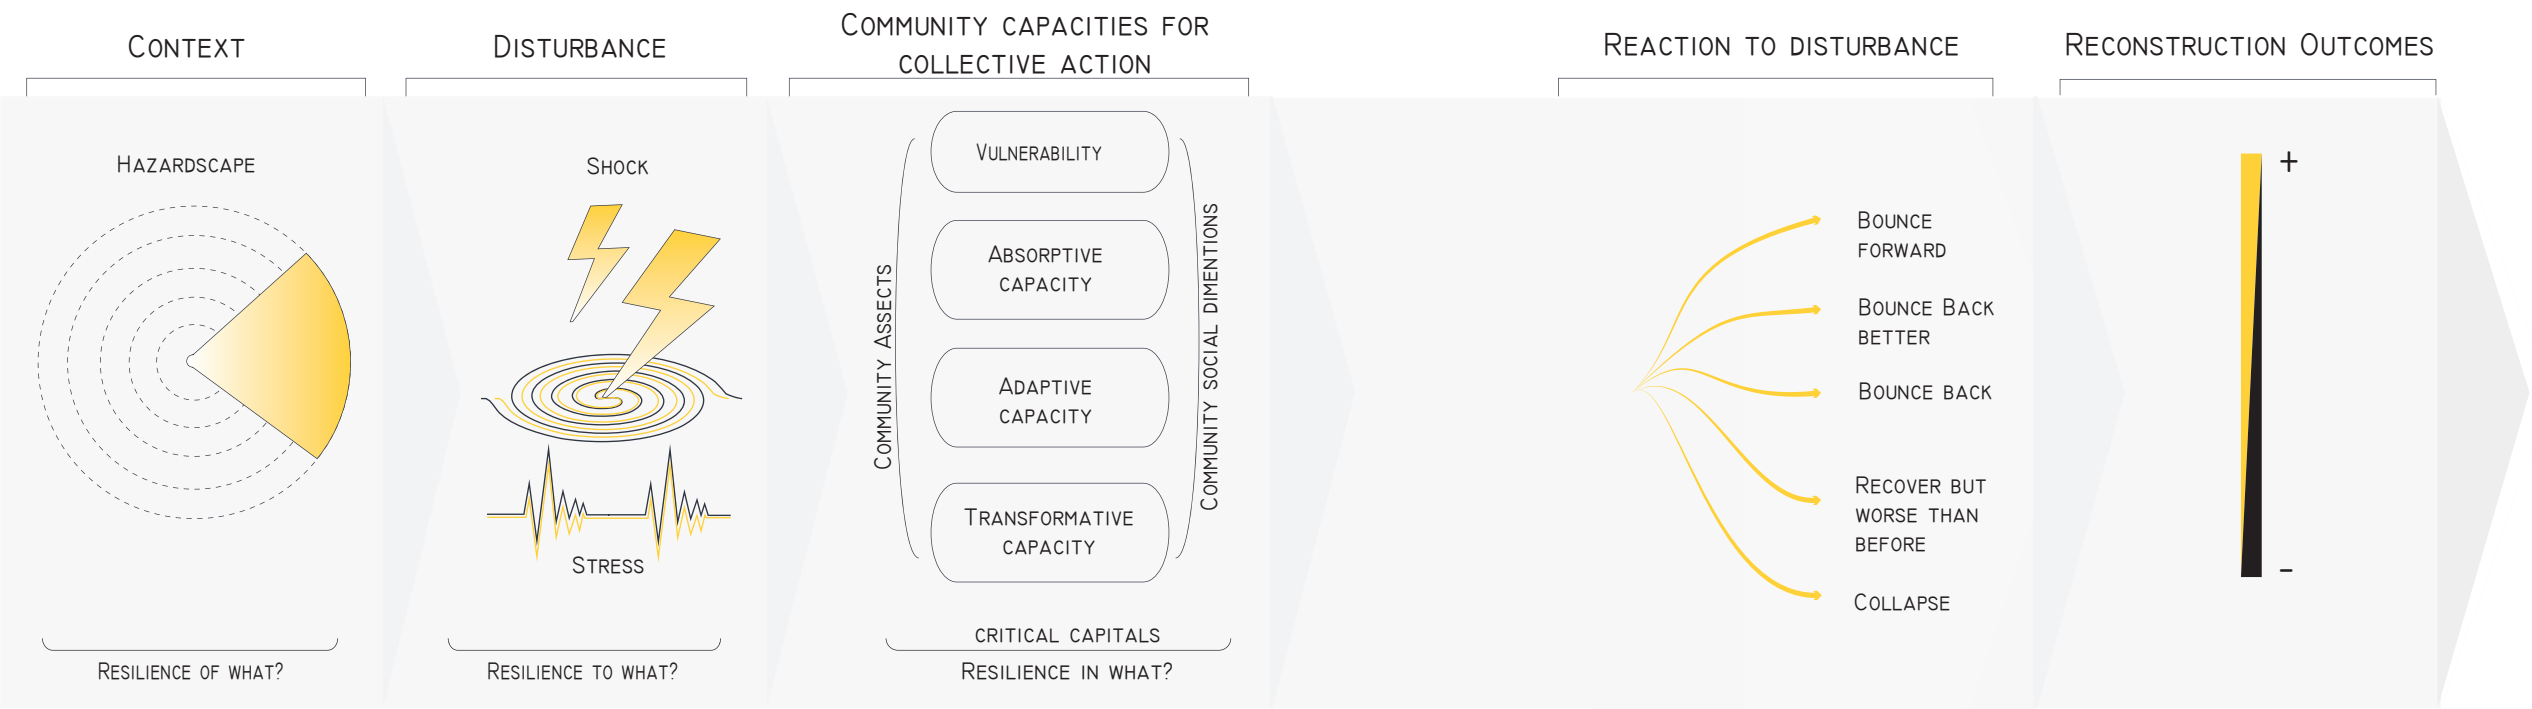 Context
Hazardscape
Resilience of what?
Disturbance
Shock
Stress
Resilience to what?
Community capacities for
collective action
Community Assects
Vulnerability
Absorptive
capacity
Adaptive
capacity
Transformative
capacity
Community social dimentions
critical capitals
Resilience in what?
Reaction to disturbance
Bounce
forward
Bounce Back
better
Bounce back
Recover but
worse than
before
Collapse
Reconstruction Outcomes
+
-